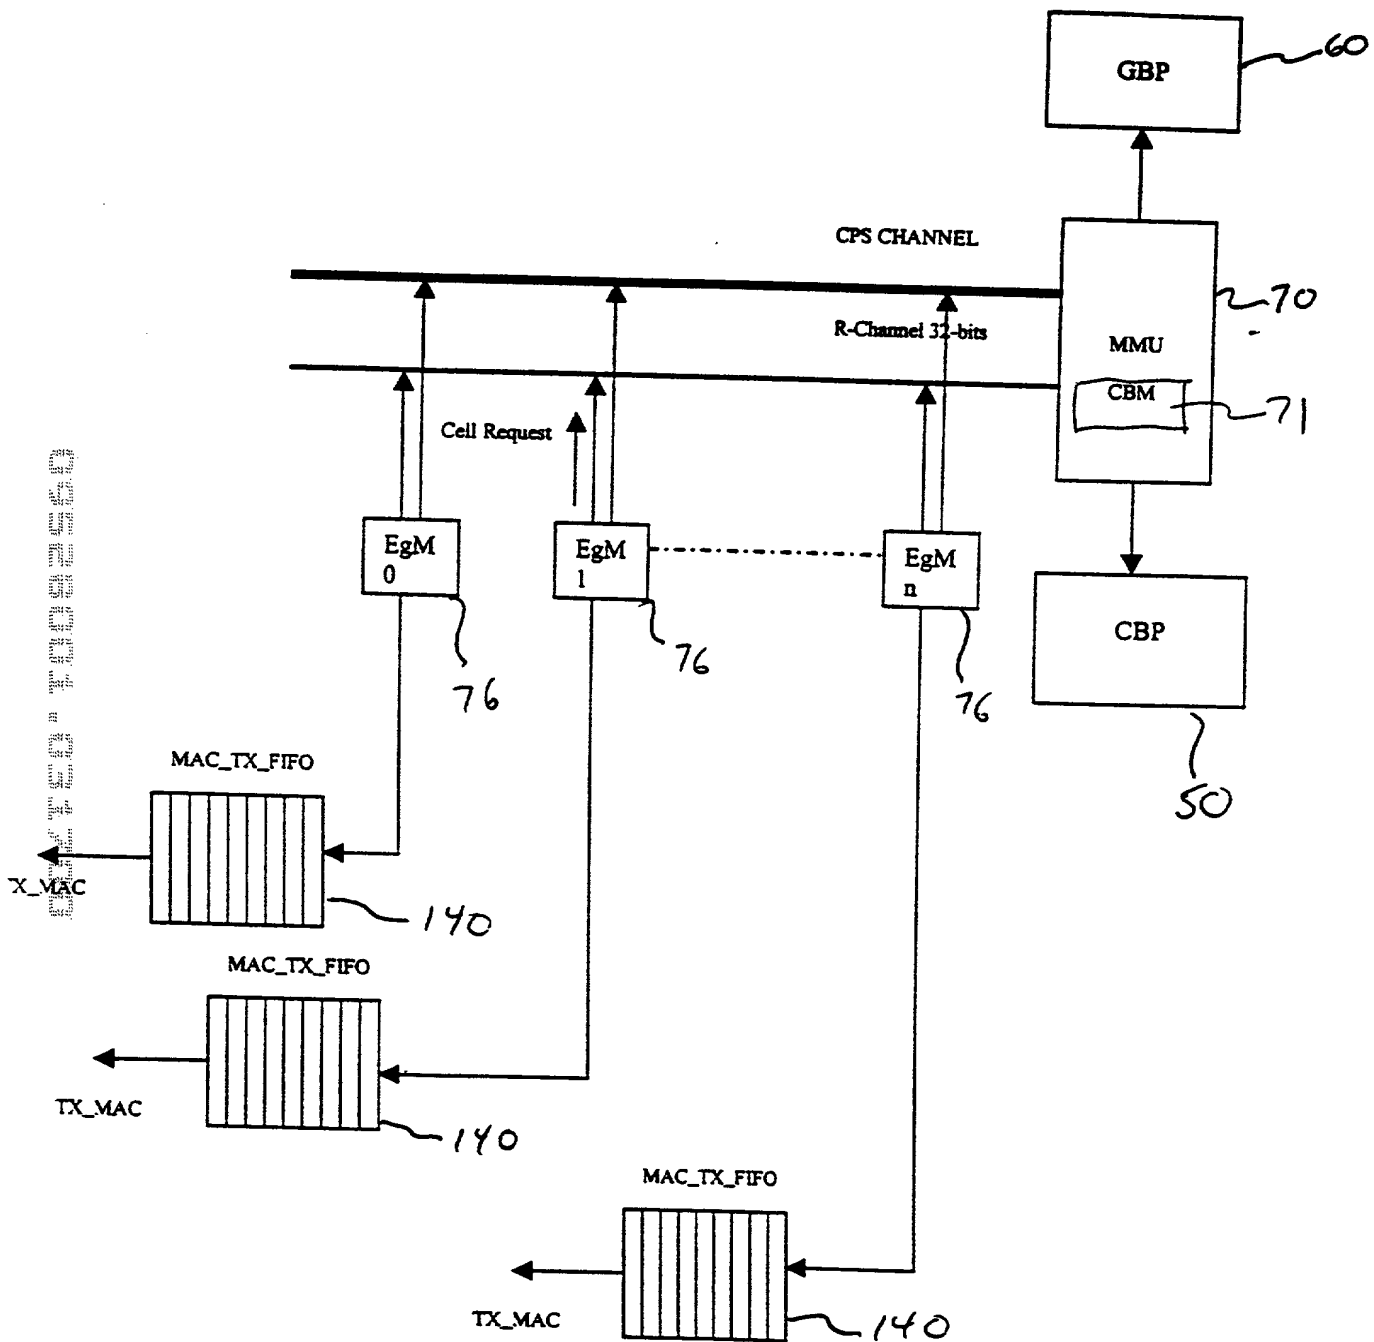 GBP
60
CPS CHANNEL
R-Channel 32-bits
70
MMU
CBM
71
Cell Request
EgM
0
EgM
1
EgM
n
CBP
76
76
76
50
MAC_TX_FIFO
TX_MAC
140
MAC_TX_FIFO
TX_MAC
140
MAC_TX_FIFO
TX_MAC
140